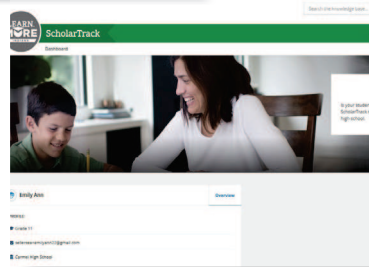 Search the knowledge base...
LEARN
MORE
ScholarTrack
Dashboard
Is your student
ScholarTrack
high school
Emily Ann
Overview
Grade 11
Carmel High School